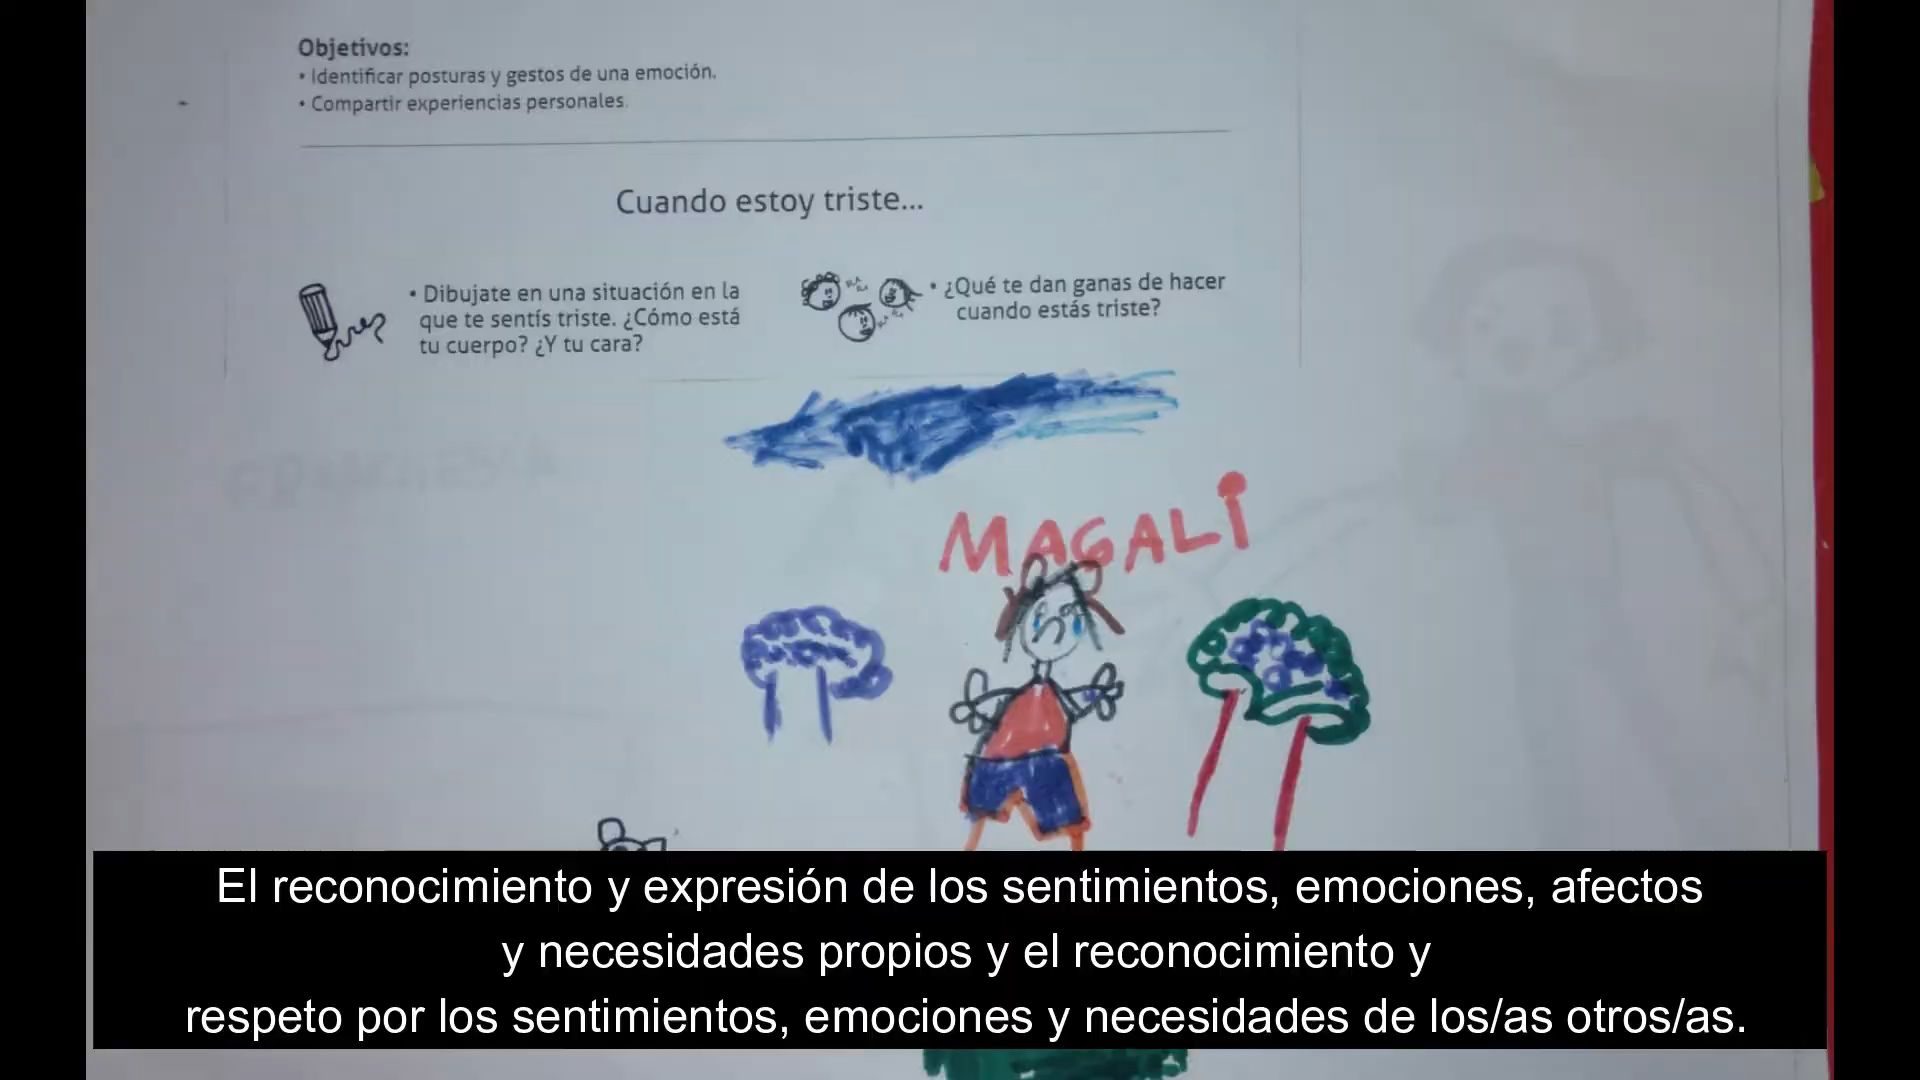 Objetivos:
• Identificar posturas y gestos de una emoción.
• Compartir experiencias personales.
Cuando estoy triste...
• Dibujate en una situación en la
que te sentís triste. ¿Cómo está
tu cuerpo? ¿Y tu cara?
• ¿Qué te dan ganas de hacer
cuando estás triste?
MAGALI
El reconocimiento y expresión de los sentimientos, emociones, afectos
y necesidades propios y el reconocimiento y
respeto por los sentimientos, emociones y necesidades de los/as otros/as.